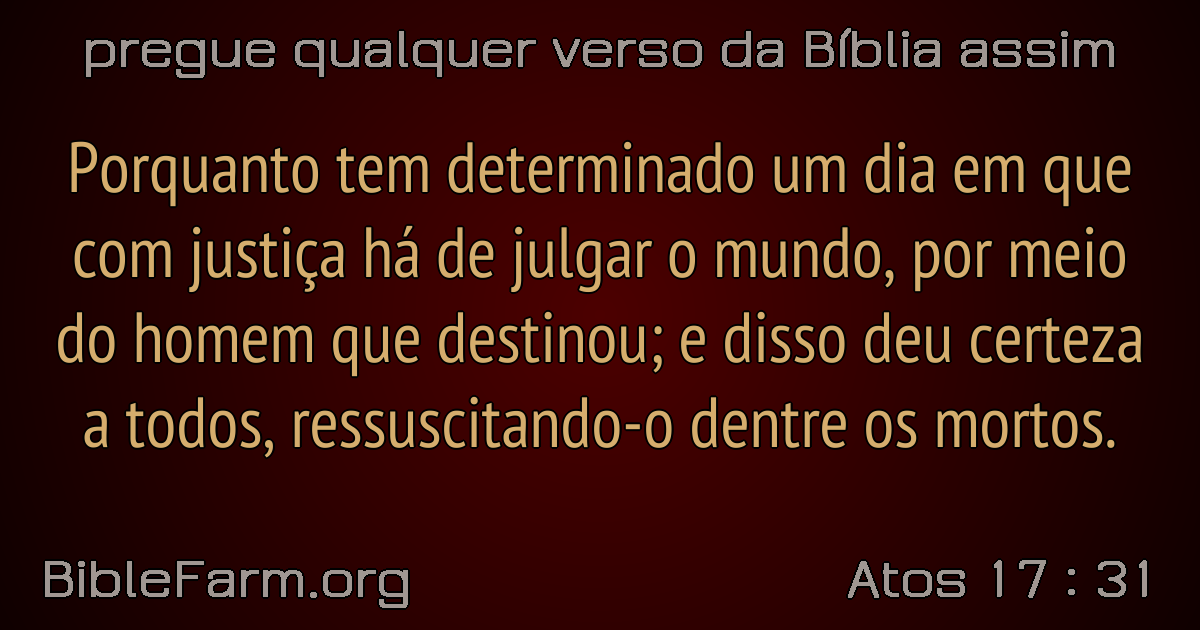 pregue qualquer verso da Bíblia assim
Porquanto tem determinado um dia em que
com justiça há de julgar o mundo, por meio
do homem que destinou; e disso deu certeza
a todos, ressuscitando-o dentre os mortos.
BibleFarm.org
Atos 17 : 31